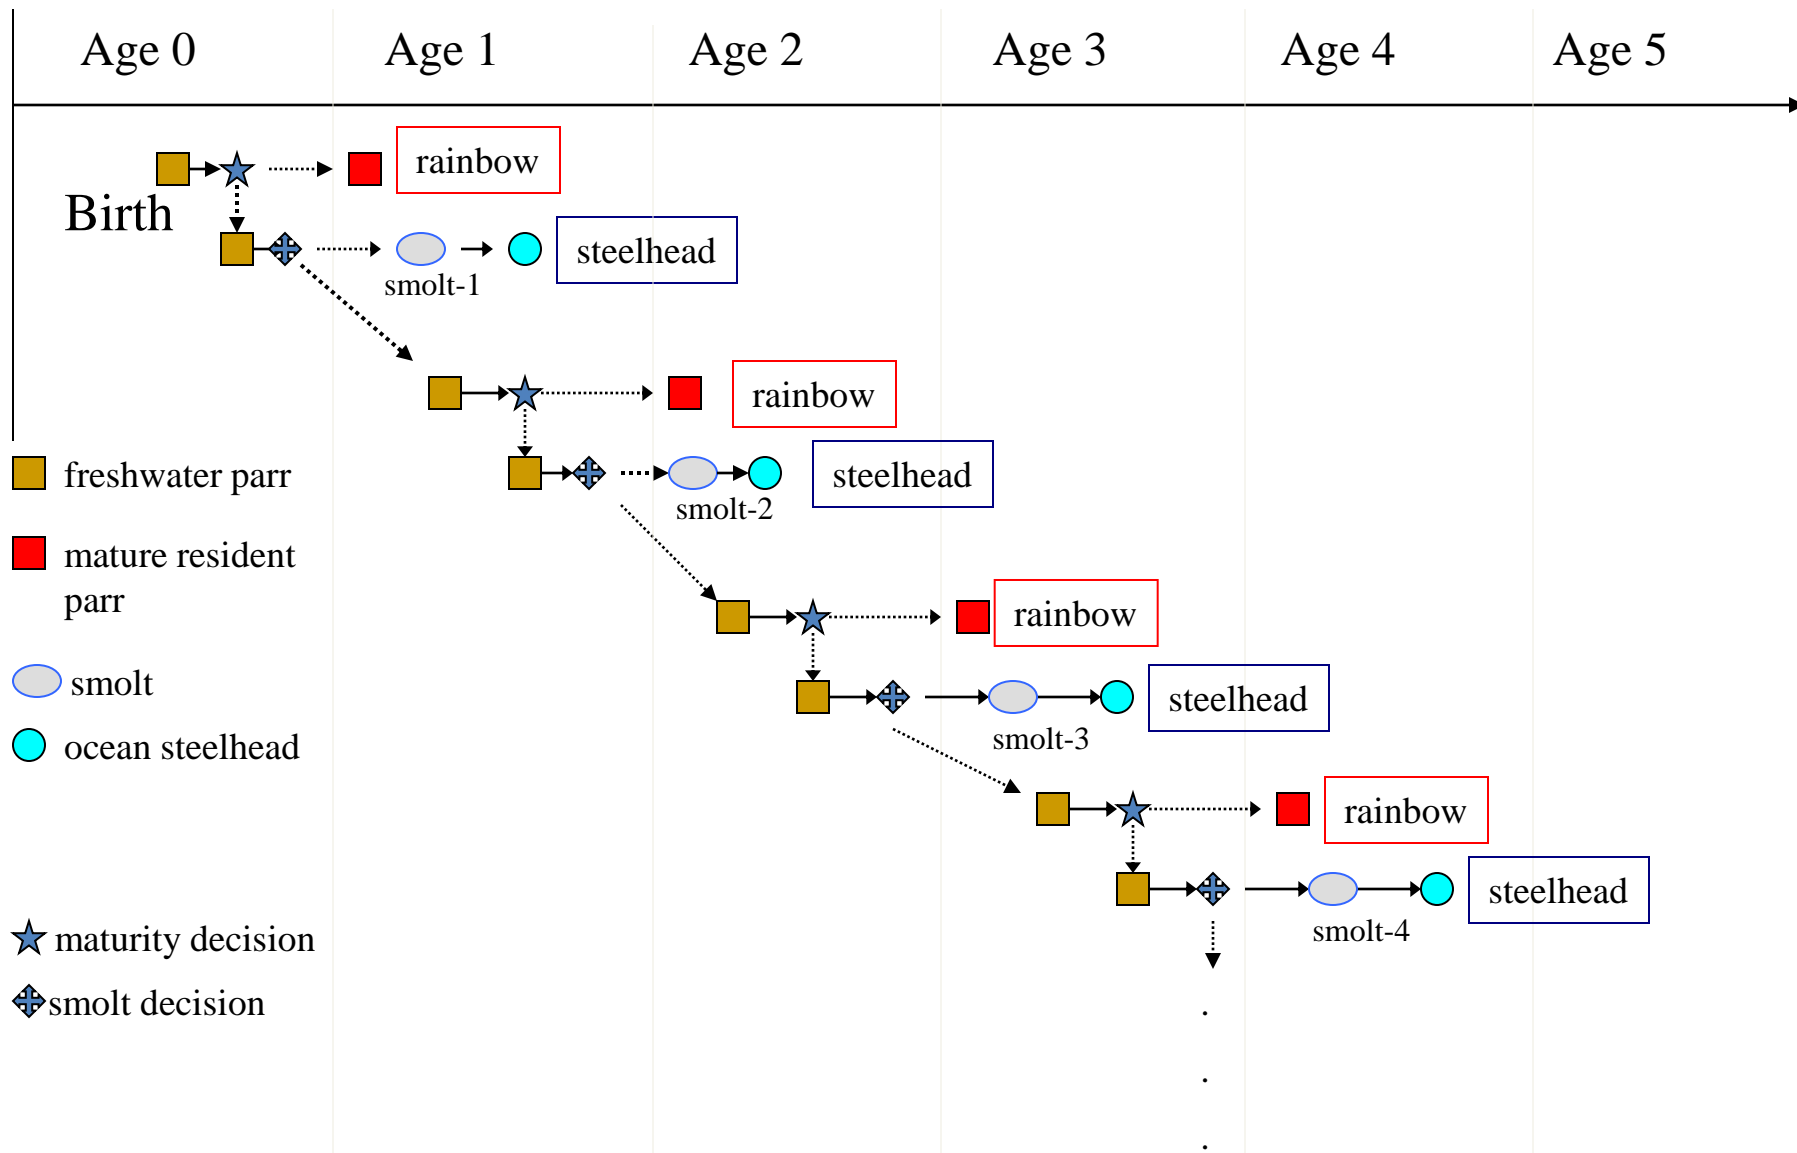 Age 0
Age 1
Age 2
Age 3
Age 4
Age 5
rainbow
Birth
steelhead
smolt-1
rainbow
steelhead
smolt-2
rainbow
steelhead
smolt-3
rainbow
steelhead
smolt-4
freshwater parr
mature resident
parr
smolt
ocean steelhead
maturity decision
smolt decision
.
.
.